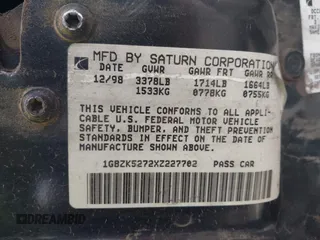 MFD BY SATURN CORPORATION
DATE GVWR GAWR FRT GAWR RR
12/98 3378LB 1714LB 1664LB
1533KG 0778KG 0755KG
THIS VEHICLE CONFORMS TO ALL APPLI-
CABLE U.S. FEDERAL MOTOR VEHICLE
SAFETY, BUMPER, AND THEFT PREVENTION
STANDARDS IN EFFECT ON THE DATE OF
MANUFACTURE SHOWN ABOVE.
1G8ZK5272XZ227702 PASS CAR
DREAMBID